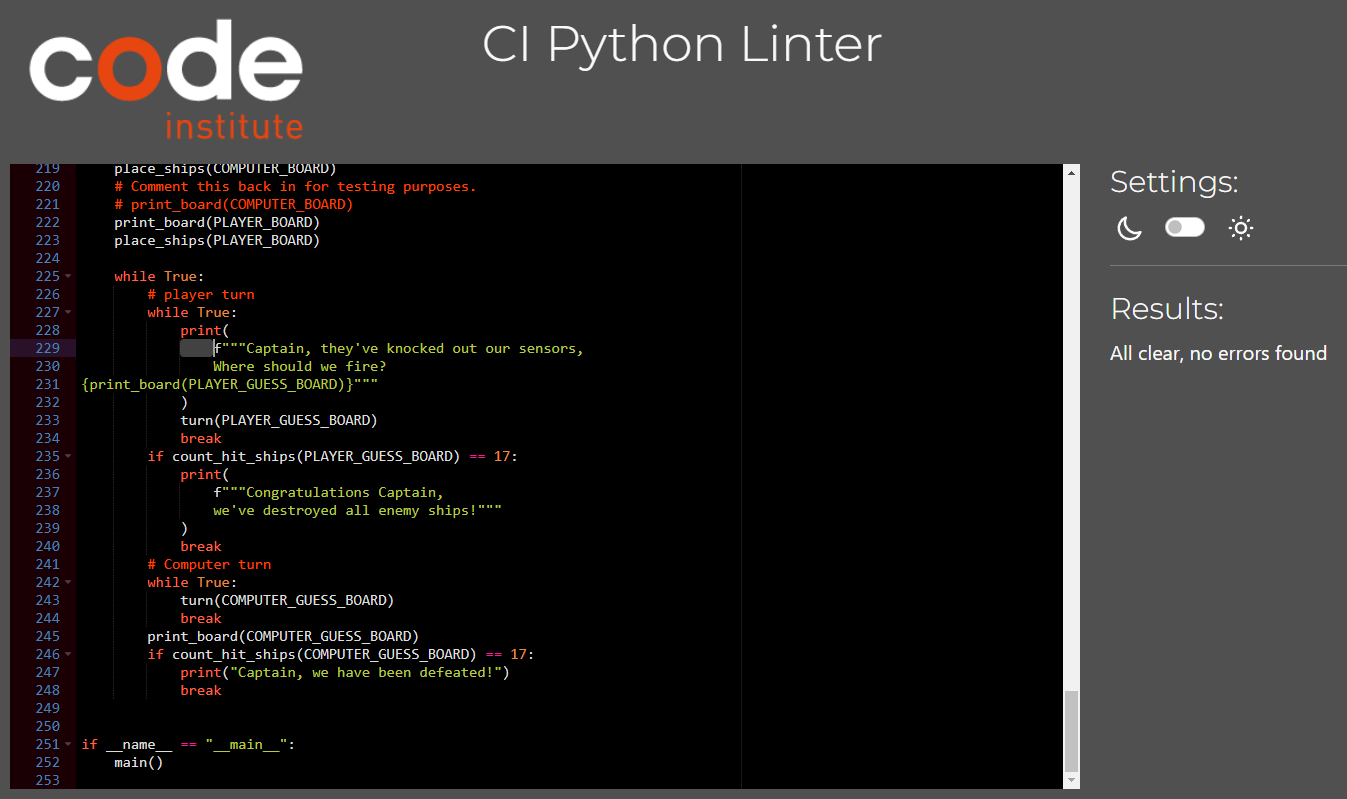 code
institute
CI Python Linter
219 place_ships(COMPUTER_BOARD)
220 # Comment this back in for testing purposes.
221 # print_board(COMPUTER_BOARD)
222 print_board(PLAYER_BOARD)
223 place_ships(PLAYER_BOARD)
224
225 while True:
226 # player turn
227 while True:
228 print(
229 f"""Captain, they've knocked out our sensors,
230 Where should we fire?
231 {print_board(PLAYER_GUESS_BOARD)}"""
232 )
233 turn(PLAYER_GUESS_BOARD)
234 break
235 if count_hit_ships(PLAYER_GUESS_BOARD) == 17:
236 print(
237 f"""Congratulations Captain,
238 we've destroyed all enemy ships!"""
239 )
240 break
241 # Computer turn
242 while True:
243 turn(COMPUTER_GUESS_BOARD)
244 break
245 print_board(COMPUTER_GUESS_BOARD)
246 if count_hit_ships(COMPUTER_GUESS_BOARD) == 17:
247 print("Captain, we have been defeated!")
248 break
249
250
251 if __name__ == "__main__":
252 main()
253
Settings:
Results:
All clear, no errors found